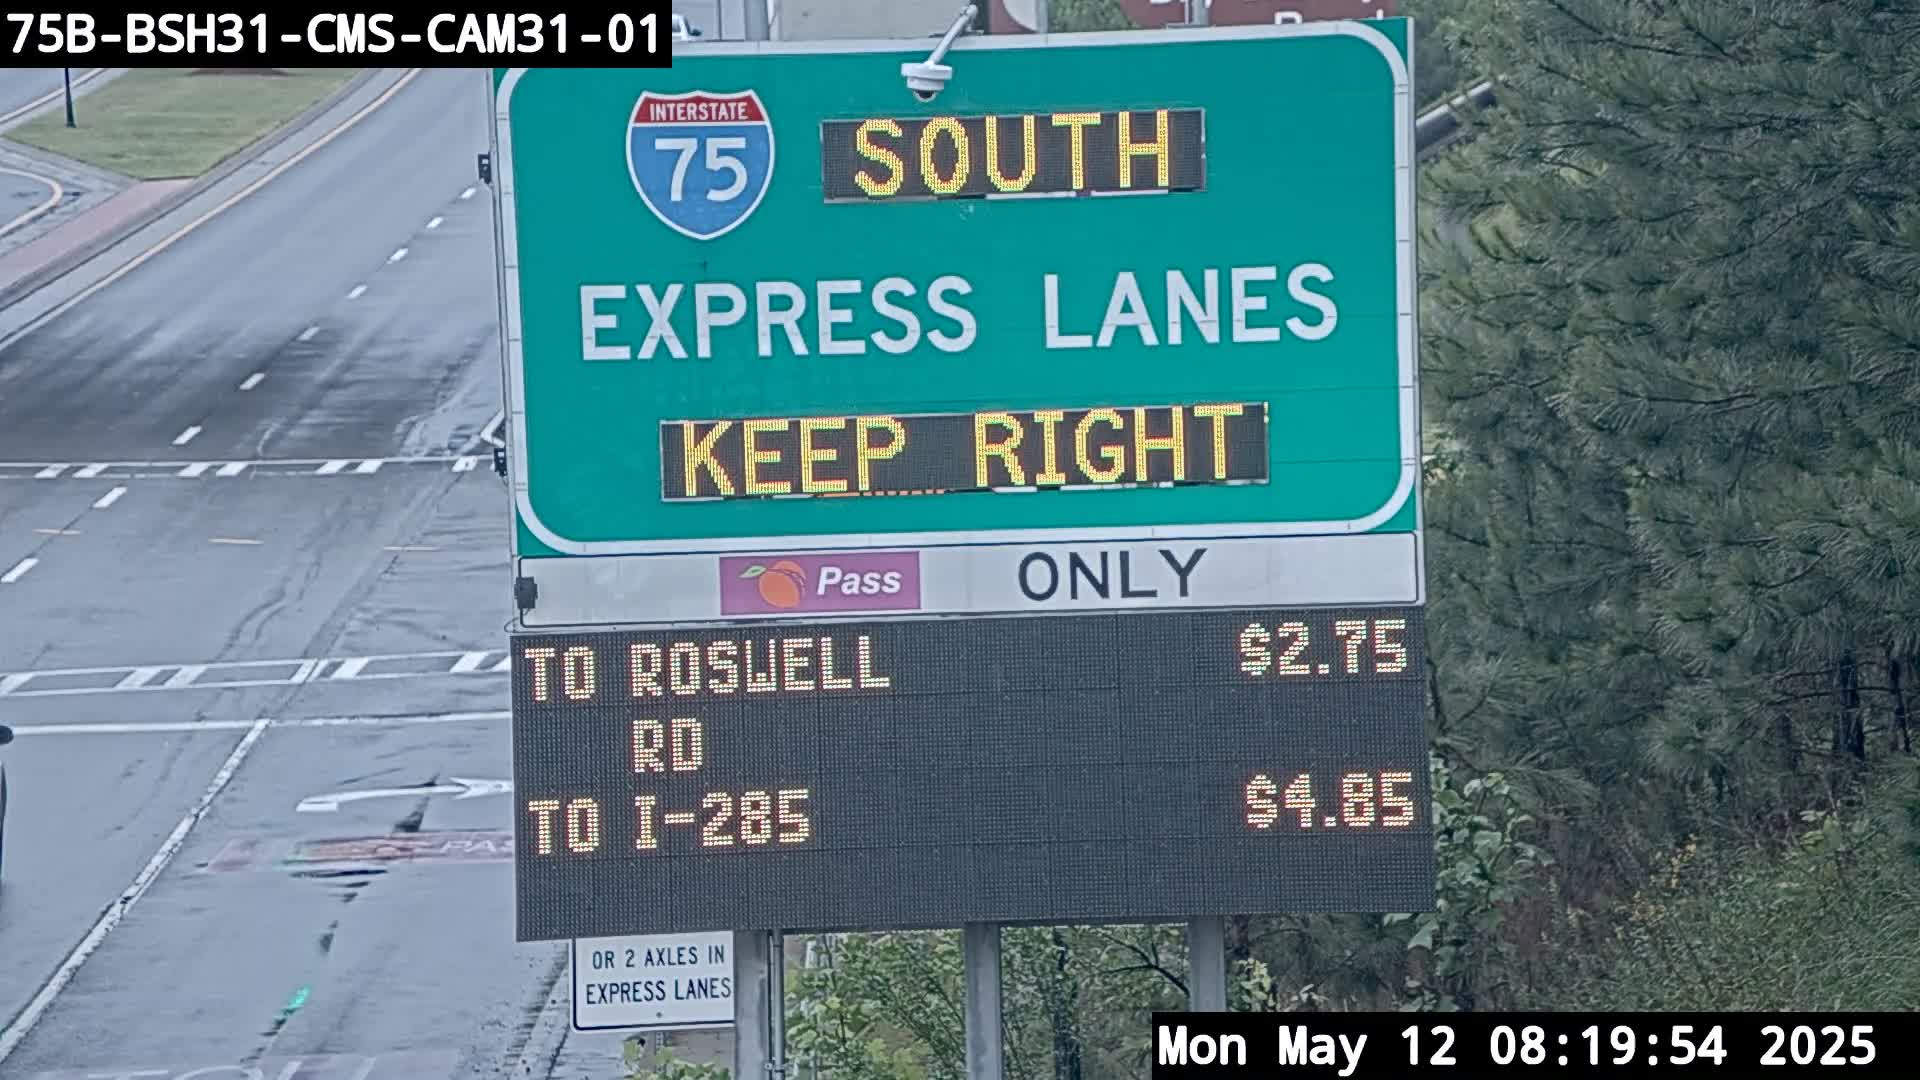 75B-BSH31-CMS-CAM31-01
INTERSTATE
75
SOUTH
EXPRESS LANES
KEEP RIGHT
Pass ONLY
TO ROSWELL $2.75
RD
TO I-285 $4.85
OR 2 AXLES IN
EXPRESS LANES
Mon May 12 08:19:54 2025